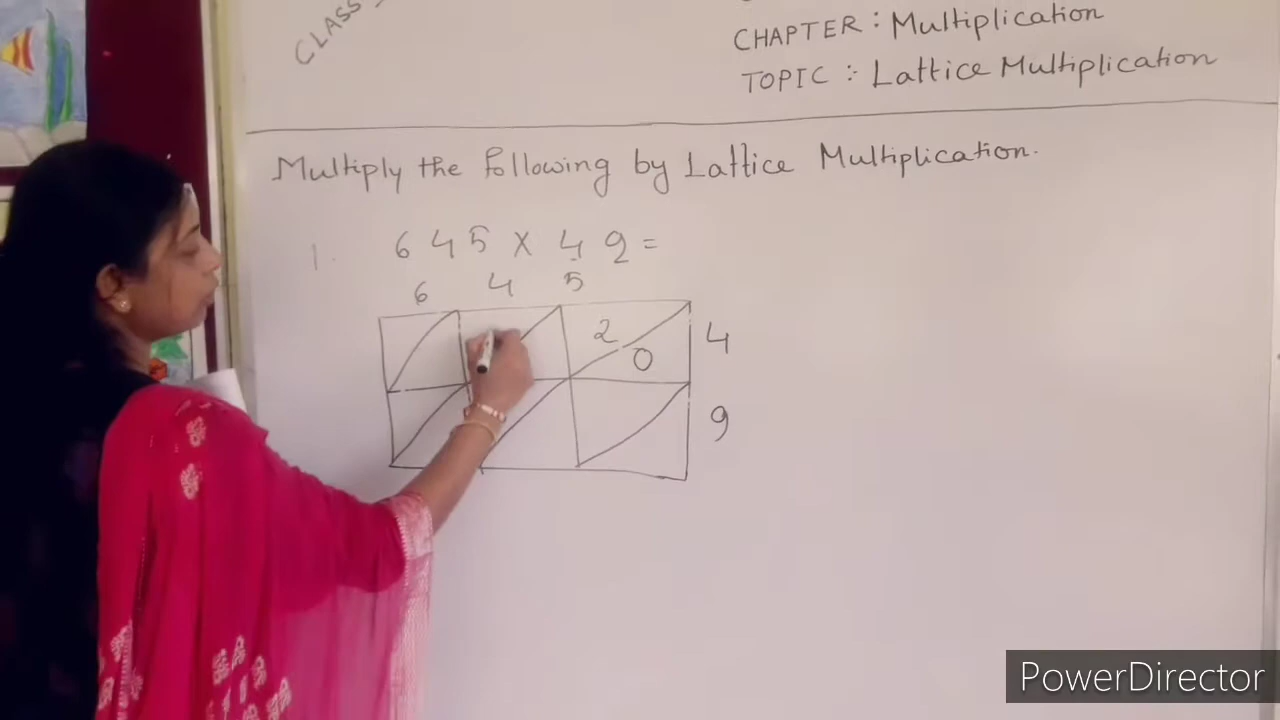 CLASS
CHAPTER : Multiplication
TOPIC : Lattice Multiplication
Multiply the following by Lattice Multiplication.
1. 645 X 49 =
6 4 5
2 0 4
9
PowerDirector